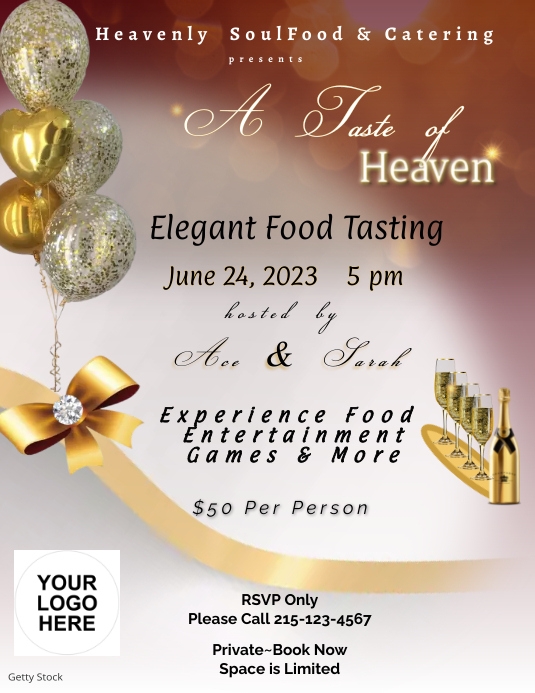 Heavenly SoulFood & Catering
presents
A Taste of
Heaven
Elegant Food Tasting
June 24, 2023 5 pm
hosted by
Ace & Sarah
Experience Food
Entertainment
Games & More
$50 Per Person
YOUR
LOGO
HERE
RSVP Only
Please Call 215-123-4567
Private~Book Now
Space is Limited
Getty Stock